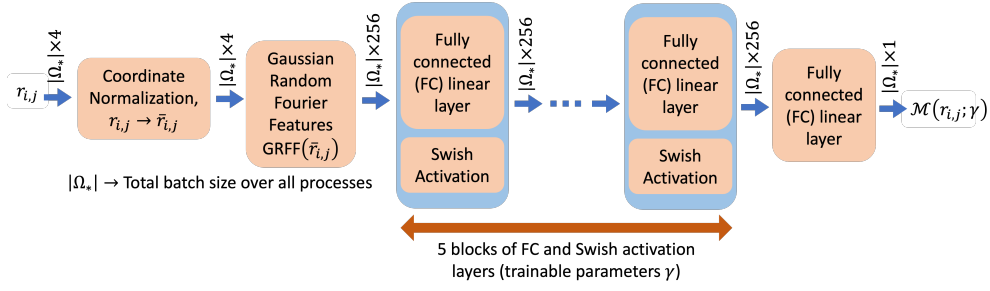 r_{i,j}
|Ω_*|×4
Coordinate
Normalization,
r_{i,j} → r̄_{i,j}
|Ω_*|×4
Gaussian
Random
Fourier
Features
GRFF(r̄_{i,j})
|Ω_*|×256
Fully
connected
(FC) linear
layer
Swish
Activation
|Ω_*|×256
Fully
connected
(FC) linear
layer
Swish
Activation
|Ω_*|×256
Fully
connected
(FC) linear
layer
|Ω_*|×1
ℳ(r_{i,j}; γ)
|Ω_*| → Total batch size over all processes
5 blocks of FC and Swish activation
layers (trainable parameters γ)